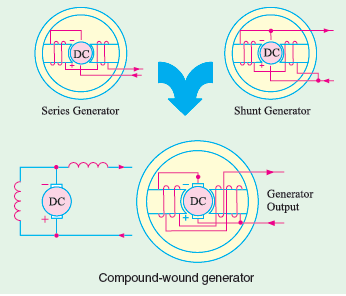 DC
Series Generator
DC
Shunt Generator
DC
DC
Generator
Output
Compound-wound generator